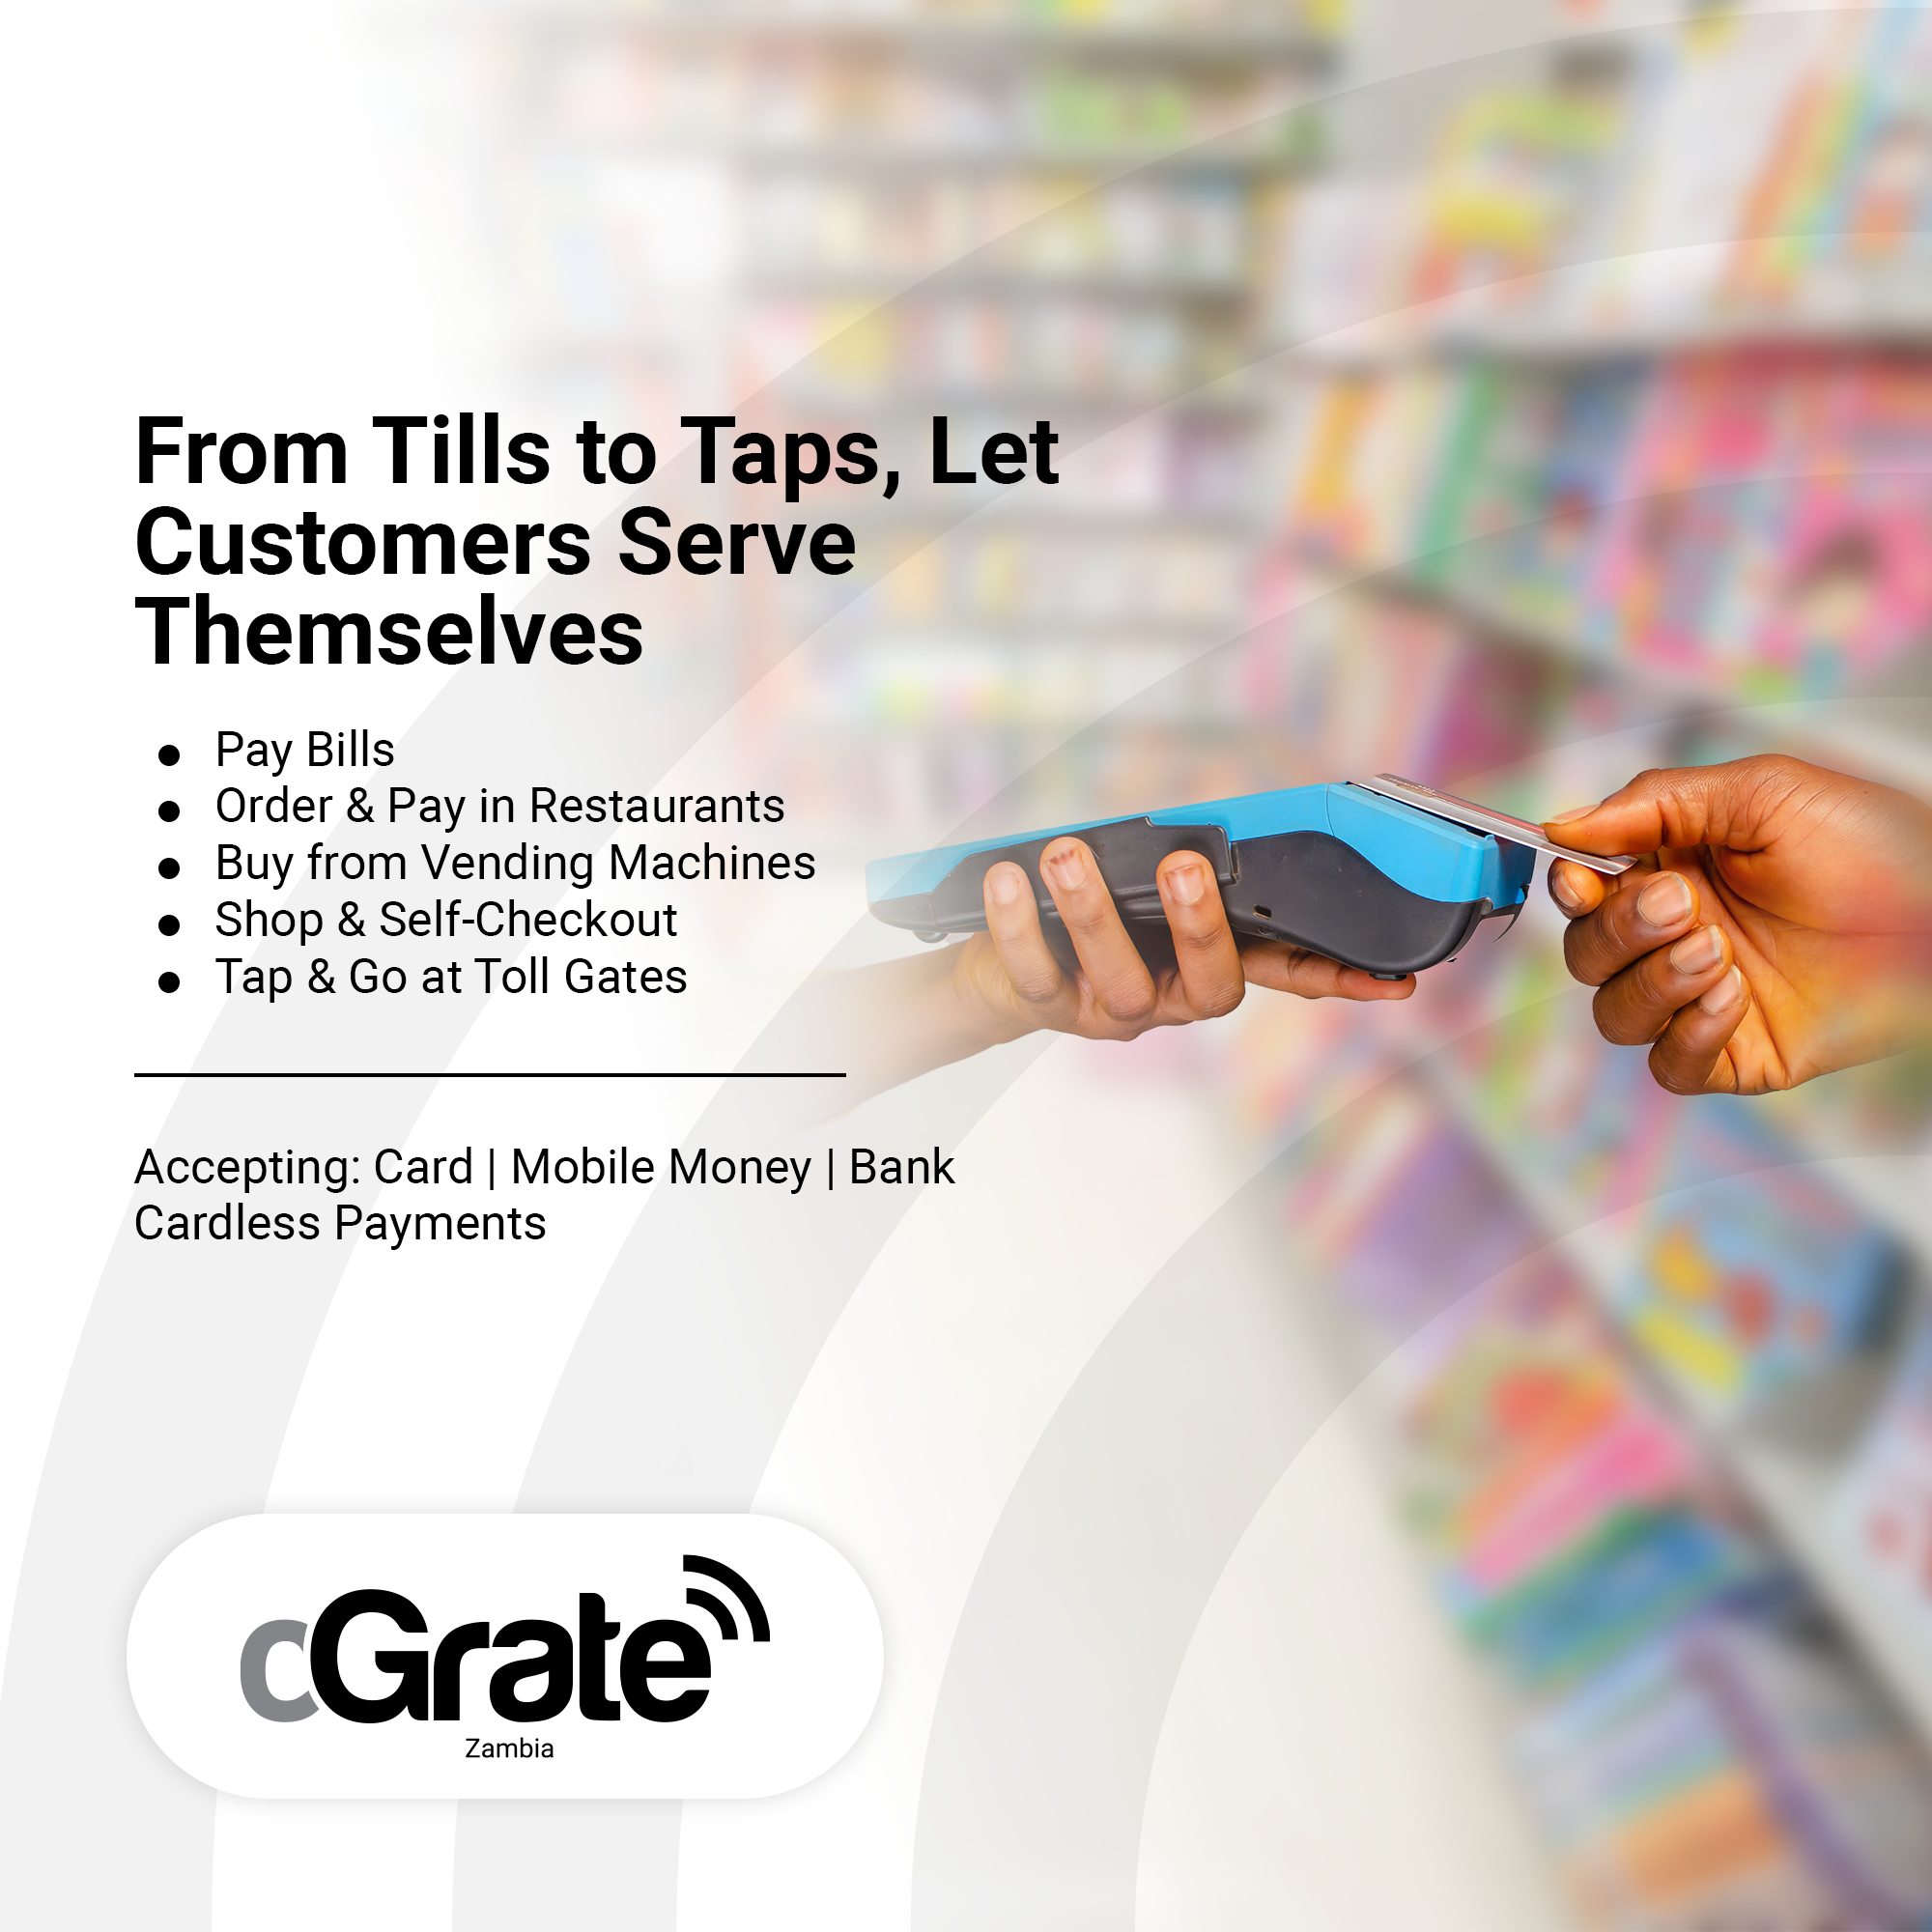 From Tills to Taps, Let
Customers Serve
Themselves
● Pay Bills
● Order & Pay in Restaurants
● Buy from Vending Machines
● Shop & Self-Checkout
● Tap & Go at Toll Gates
Accepting: Card | Mobile Money | Bank
Cardless Payments
cGrate
Zambia